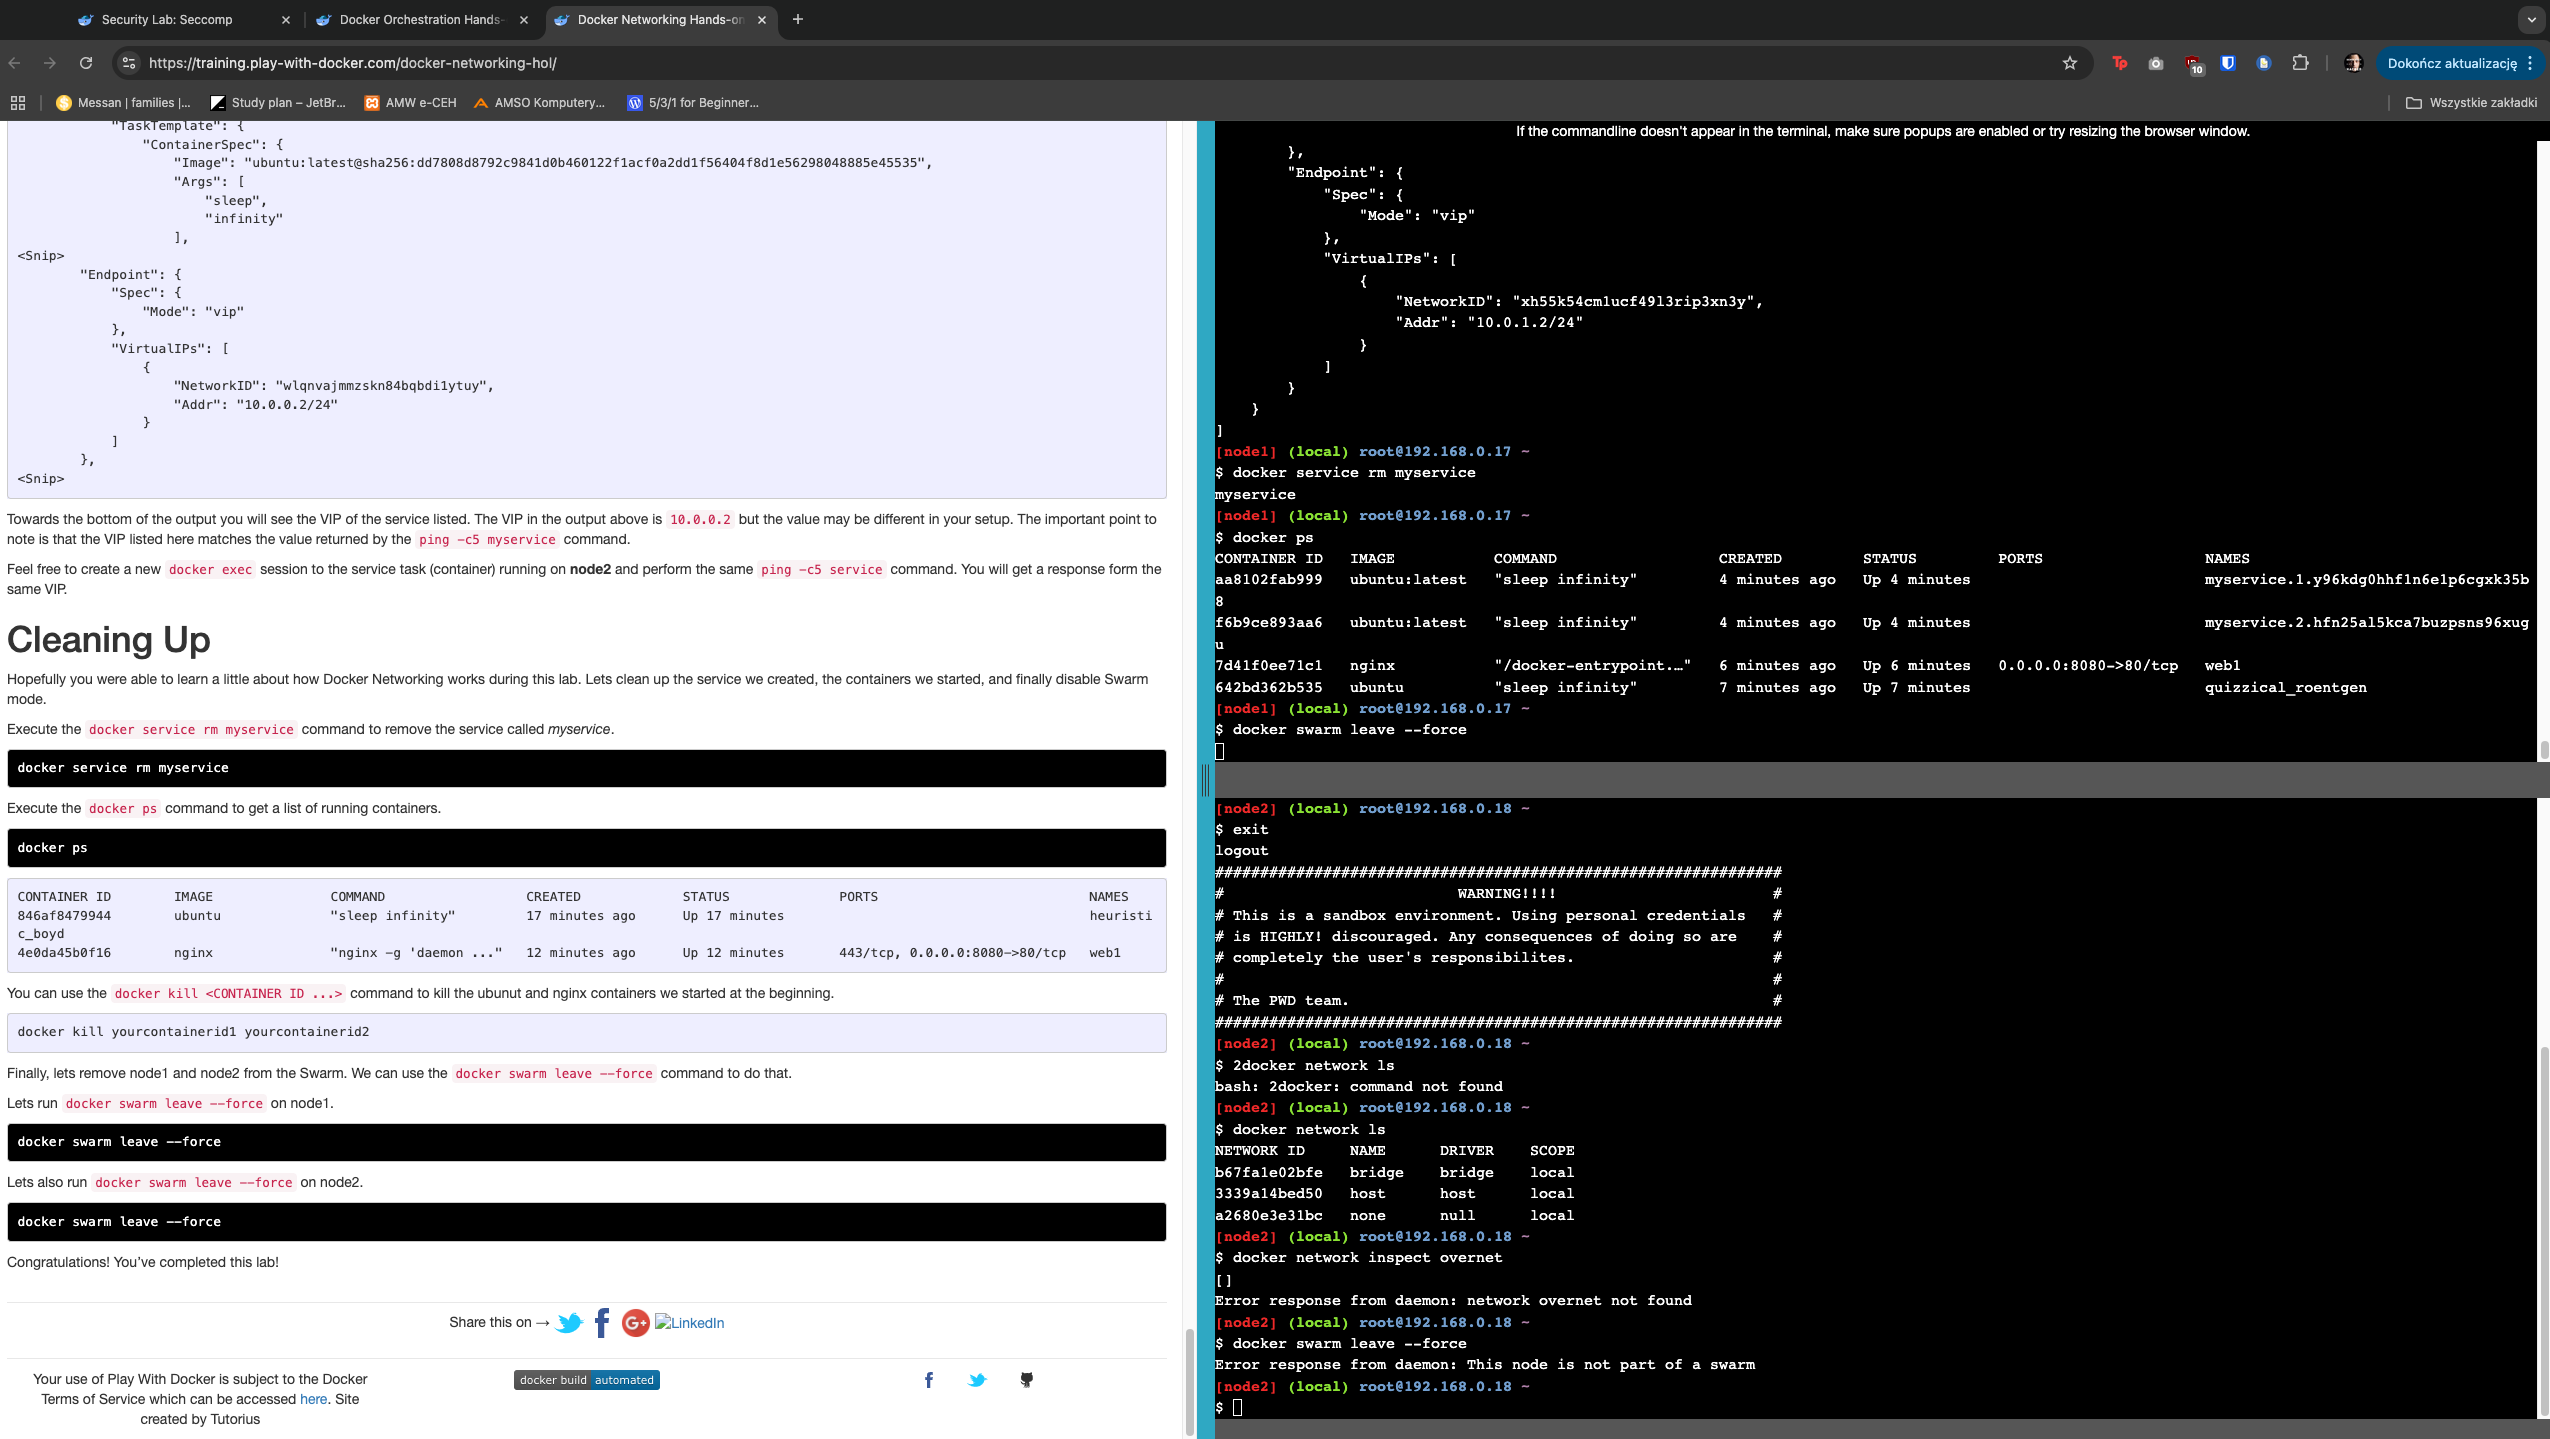 Security Lab: Seccomp
Docker Orchestration Hands-
Docker Networking Hands-on
https://training.play-with-docker.com/docker-networking-hol/
Tp
10
Dokończ aktualizację
Messan | families |...
Study plan – JetBr...
AMW e-CEH
AMSO Komputery...
5/3/1 for Beginner...
Wszystkie zakładki
"TaskTemplate": {
"ContainerSpec": {
"Image": "ubuntu:latest@sha256:dd7808d8792c9841d0b460122f1acf0a2dd1f56404f8d1e56298048885e45535",
"Args": [
"sleep",
"infinity"
],
<Snip>
"Endpoint": {
"Spec": {
"Mode": "vip"
},
"VirtualIPs": [
{
"NetworkID": "wlqnvajmmzskn84bqbdi1ytuy",
"Addr": "10.0.0.2/24"
}
]
},
<Snip>
Towards the bottom of the output you will see the VIP of the service listed. The VIP in the output above is 10.0.0.2 but the value may be different in your setup. The important point to
note is that the VIP listed here matches the value returned by the ping -c5 myservice command.
Feel free to create a new docker exec session to the service task (container) running on node2 and perform the same ping -c5 service command. You will get a response form the
same VIP.
Cleaning Up
Hopefully you were able to learn a little about how Docker Networking works during this lab. Lets clean up the service we created, the containers we started, and finally disable Swarm
mode.
Execute the docker service rm myservice command to remove the service called myservice.
docker service rm myservice
Execute the docker ps command to get a list of running containers.
docker ps
CONTAINER ID IMAGE COMMAND CREATED STATUS PORTS NAMES
846af8479944 ubuntu "sleep infinity" 17 minutes ago Up 17 minutes heuristi
c_boyd
4e0da45b0f16 nginx "nginx -g 'daemon ..." 12 minutes ago Up 12 minutes 443/tcp, 0.0.0.0:8080->80/tcp web1
You can use the docker kill <CONTAINER ID ...> command to kill the ubunut and nginx containers we started at the beginning.
docker kill yourcontainerid1 yourcontainerid2
Finally, lets remove node1 and node2 from the Swarm. We can use the docker swarm leave --force command to do that.
Lets run docker swarm leave --force on node1.
docker swarm leave --force
Lets also run docker swarm leave --force on node2.
docker swarm leave --force
Congratulations! You've completed this lab!
Share this on → LinkedIn
Your use of Play With Docker is subject to the Docker
Terms of Service which can be accessed here. Site
created by Tutorius
docker build automated
If the commandline doesn't appear in the terminal, make sure popups are enabled or try resizing the browser window.
},
"Endpoint": {
"Spec": {
"Mode": "vip"
},
"VirtualIPs": [
{
"NetworkID": "xh55k54cm1ucf49l3rip3xn3y",
"Addr": "10.0.1.2/24"
}
]
}
}
]
[node1] (local) root@192.168.0.17 ~
$ docker service rm myservice
myservice
[node1] (local) root@192.168.0.17 ~
$ docker ps
CONTAINER ID IMAGE COMMAND CREATED STATUS PORTS NAMES
aa8102fab999 ubuntu:latest "sleep infinity" 4 minutes ago Up 4 minutes myservice.1.y96kdg0hhf1n6e1p6cgxk35b
8
f6b9ce893aa6 ubuntu:latest "sleep infinity" 4 minutes ago Up 4 minutes myservice.2.hfn25al5kca7buzpsns96xug
u
7d41f0ee71c1 nginx "/docker-entrypoint.…" 6 minutes ago Up 6 minutes 0.0.0.0:8080->80/tcp web1
642bd362b535 ubuntu "sleep infinity" 7 minutes ago Up 7 minutes quizzical_roentgen
[node1] (local) root@192.168.0.17 ~
$ docker swarm leave --force
[node2] (local) root@192.168.0.18 ~
$ exit
logout
###############################################################
# WARNING!!!! #
# This is a sandbox environment. Using personal credentials #
# is HIGHLY! discouraged. Any consequences of doing so are #
# completely the user's responsibilites. #
# #
# The PWD team. #
###############################################################
[node2] (local) root@192.168.0.18 ~
$ 2docker network ls
bash: 2docker: command not found
[node2] (local) root@192.168.0.18 ~
$ docker network ls
NETWORK ID NAME DRIVER SCOPE
b67fa1e02bfe bridge bridge local
3339a14bed50 host host local
a2680e3e31bc none null local
[node2] (local) root@192.168.0.18 ~
$ docker network inspect overnet
[]
Error response from daemon: network overnet not found
[node2] (local) root@192.168.0.18 ~
$ docker swarm leave --force
Error response from daemon: This node is not part of a swarm
[node2] (local) root@192.168.0.18 ~
$